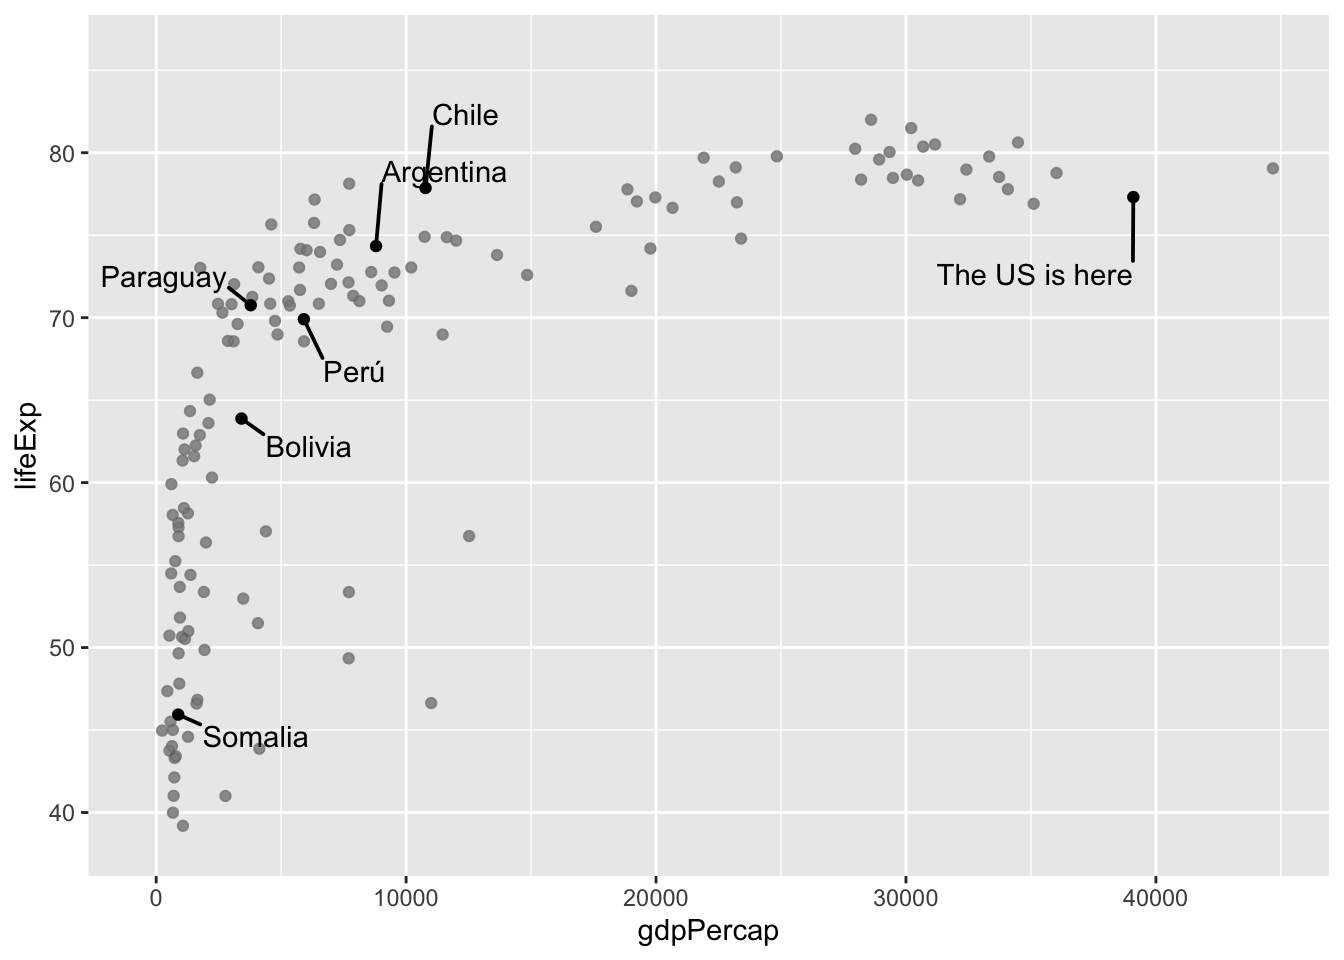 Chile
Argentina
80
Paraguay
The US is here
70
Perú
Bolivia
lifeExp
60
50
Somalia
40
0 10000 20000 30000 40000
gdpPercap